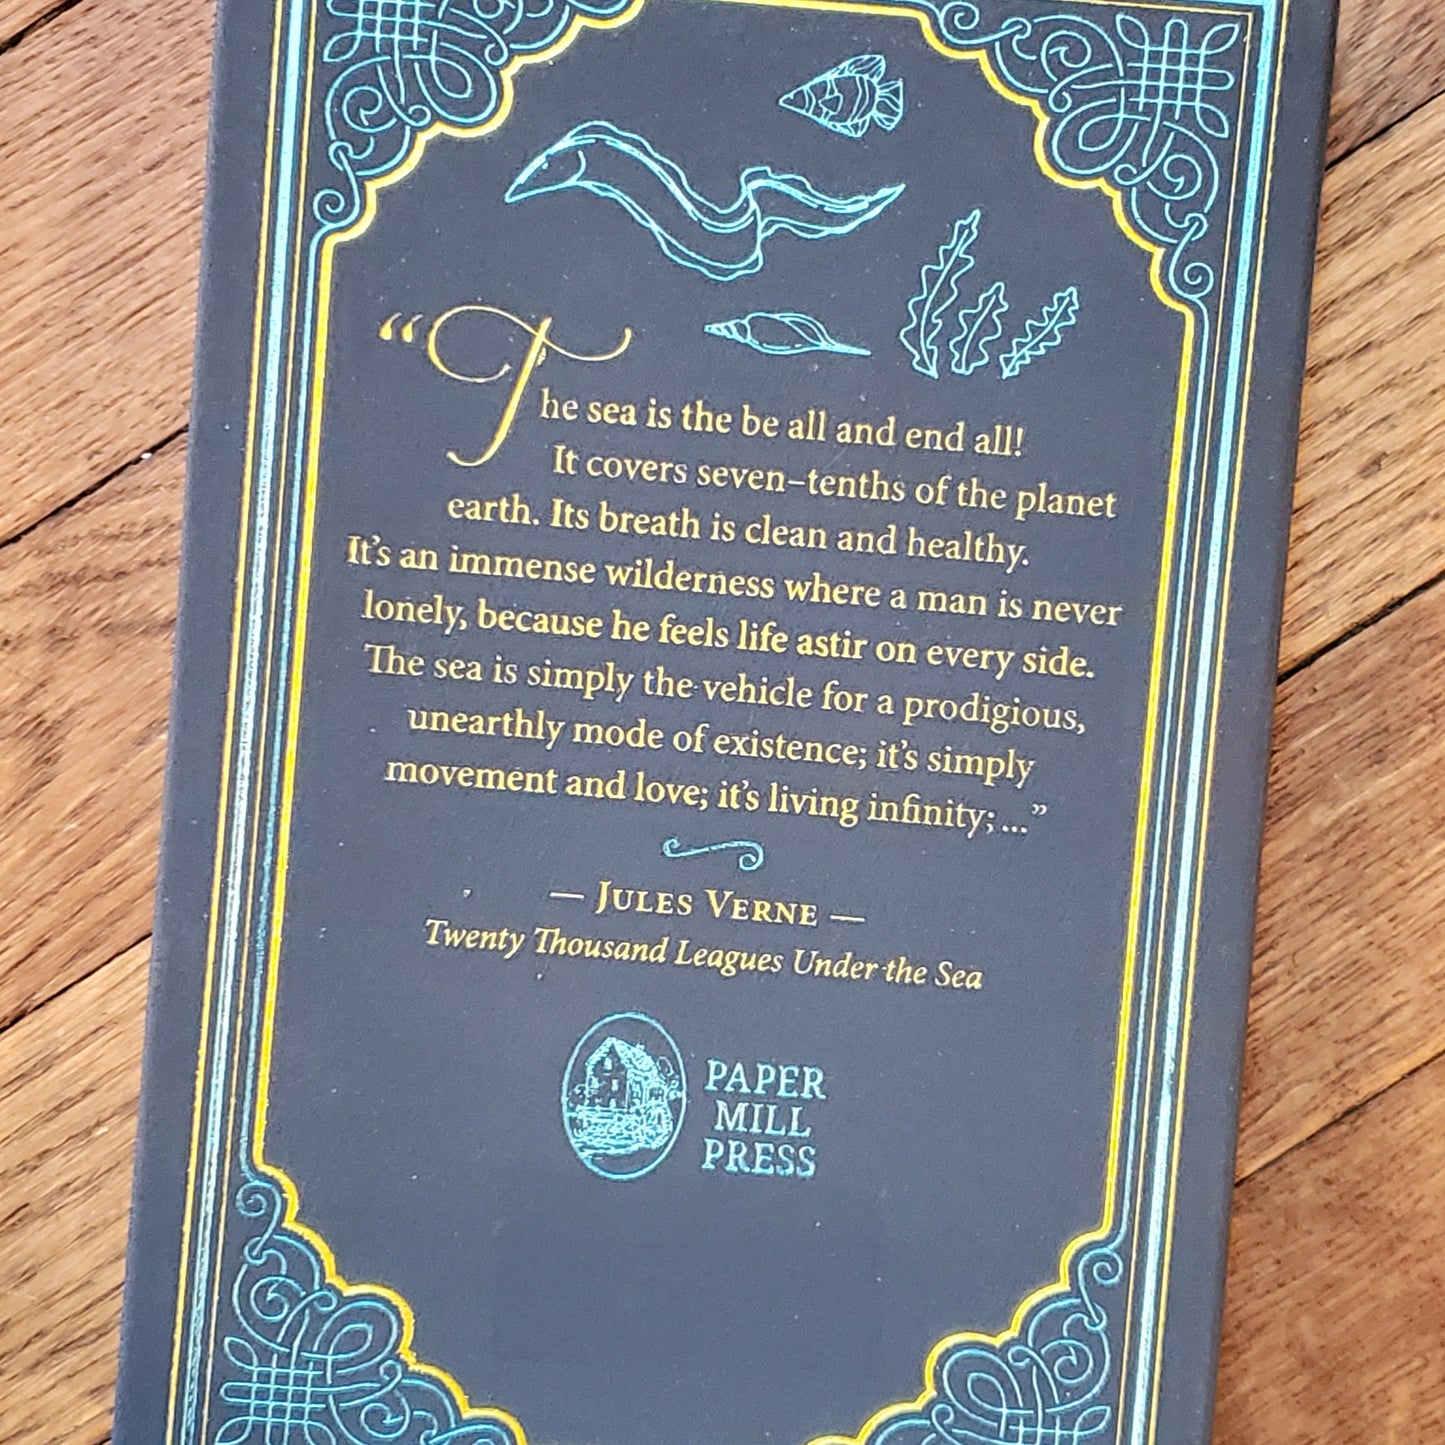 “The sea is the be all and end all!
It covers seven–tenths of the planet
earth. Its breath is clean and healthy.
It’s an immense wilderness where a man is never
lonely, because he feels life astir on every side.
The sea is simply the vehicle for a prodigious,
unearthly mode of existence; it’s simply
movement and love; it’s living infinity; ...”
— JULES VERNE —
Twenty Thousand Leagues Under the Sea
PAPER
MILL
PRESS